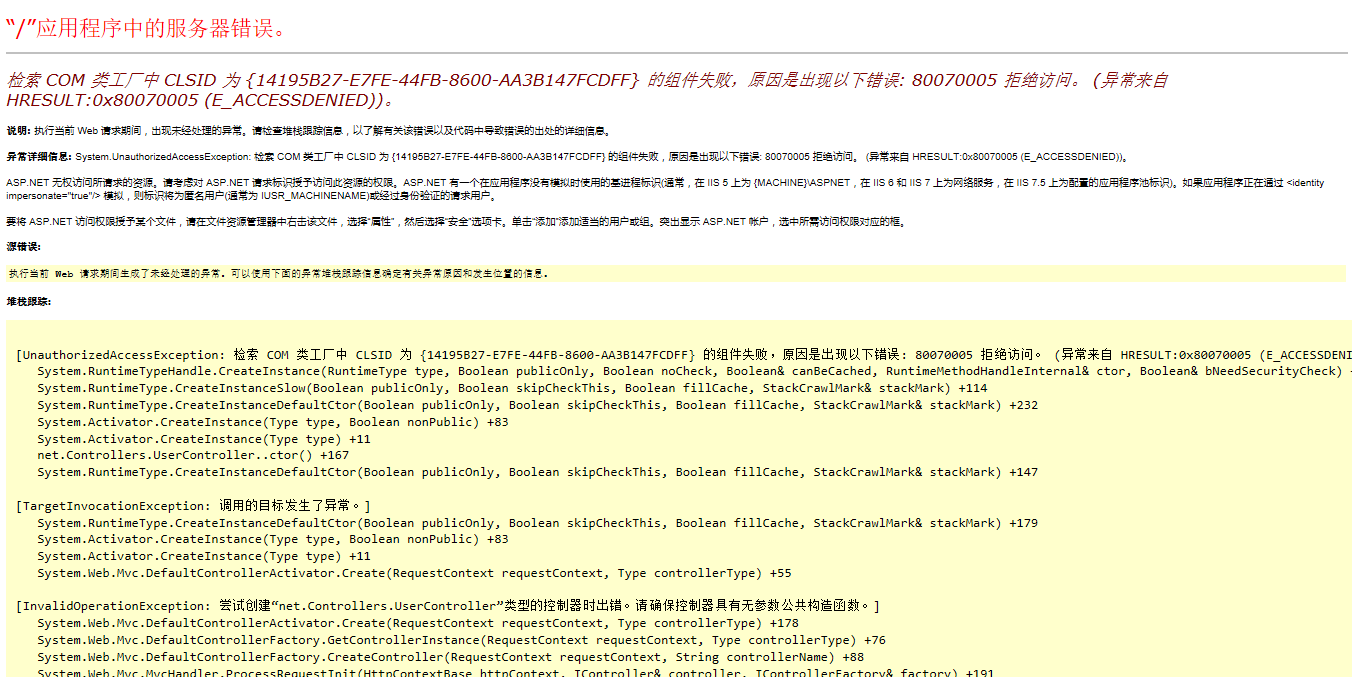 “/”应用程序中的服务器错误。
检索 COM 类工厂中 CLSID 为 {14195B27-E7FE-44FB-8600-AA3B147FCDFF} 的组件失败，原因是出现以下错误: 80070005 拒绝访问。 (异常来自
HRESULT:0x80070005 (E_ACCESSDENIED))。
说明: 执行当前 Web 请求期间，出现未经处理的异常。请检查堆栈跟踪信息，以了解有关该错误以及代码中导致错误的出处的详细信息。
异常详细信息: System.UnauthorizedAccessException: 检索 COM 类工厂中 CLSID 为 {14195B27-E7FE-44FB-8600-AA3B147FCDFF} 的组件失败，原因是出现以下错误: 80070005 拒绝访问。 (异常来自 HRESULT:0x80070005 (E_ACCESSDENIED))。
ASP.NET 无权访问所请求的资源。请考虑对 ASP.NET 请求标识授予访问此资源的权限。ASP.NET 有一个在应用程序没有模拟时使用的基进程标识(通常，在 IIS 5 上为 {MACHINE}\ASPNET，在 IIS 6 和 IIS 7 上为网络服务，在 IIS 7.5 上为配置的应用程序池标识)。如果应用程序正在通过 <identity
impersonate="true"/> 模拟，则标识将为匿名用户(通常为 IUSR_MACHINENAME)或经过身份验证的请求用户。
要将 ASP.NET 访问权限授予某个文件，请在文件资源管理器中右击该文件，选择“属性”，然后选择“安全”选项卡。单击“添加”添加适当的用户或组。突出显示 ASP.NET 帐户，选中所需访问权限对应的框。
源错误:
执行当前 Web 请求期间生成了未经处理的异常。可以使用下面的异常堆栈跟踪信息确定有关异常原因和发生位置的信息。
堆栈跟踪:
[UnauthorizedAccessException: 检索 COM 类工厂中 CLSID 为 {14195B27-E7FE-44FB-8600-AA3B147FCDFF} 的组件失败，原因是出现以下错误: 80070005 拒绝访问。 (异常来自 HRESULT:0x80070005 (E_ACCESSDENI
System.RuntimeTypeHandle.CreateInstance(RuntimeType type, Boolean publicOnly, Boolean noCheck, Boolean& canBeCached, RuntimeMethodHandleInternal& ctor, Boolean& bNeedSecurityCheck)
System.RuntimeType.CreateInstanceSlow(Boolean publicOnly, Boolean skipCheckThis, Boolean fillCache, StackCrawlMark& stackMark) +114
System.RuntimeType.CreateInstanceDefaultCtor(Boolean publicOnly, Boolean skipCheckThis, Boolean fillCache, StackCrawlMark& stackMark) +232
System.Activator.CreateInstance(Type type, Boolean nonPublic) +83
System.Activator.CreateInstance(Type type) +11
net.Controllers.UserController..ctor() +167
System.RuntimeType.CreateInstanceDefaultCtor(Boolean publicOnly, Boolean skipCheckThis, Boolean fillCache, StackCrawlMark& stackMark) +147
[TargetInvocationException: 调用的目标发生了异常。]
System.RuntimeType.CreateInstanceDefaultCtor(Boolean publicOnly, Boolean skipCheckThis, Boolean fillCache, StackCrawlMark& stackMark) +179
System.Activator.CreateInstance(Type type, Boolean nonPublic) +83
System.Activator.CreateInstance(Type type) +11
System.Web.Mvc.DefaultControllerActivator.Create(RequestContext requestContext, Type controllerType) +55
[InvalidOperationException: 尝试创建“net.Controllers.UserController”类型的控制器时出错。请确保控制器具有无参数公共构造函数。]
System.Web.Mvc.DefaultControllerActivator.Create(RequestContext requestContext, Type controllerType) +178
System.Web.Mvc.DefaultControllerFactory.GetControllerInstance(RequestContext requestContext, Type controllerType) +76
System.Web.Mvc.DefaultControllerFactory.CreateController(RequestContext requestContext, String controllerName) +88
System.Web.Mvc.MvcHandler.ProcessRequestInit(HttpContextBase httpContext, IController& controller, IControllerFactory& factory) +191